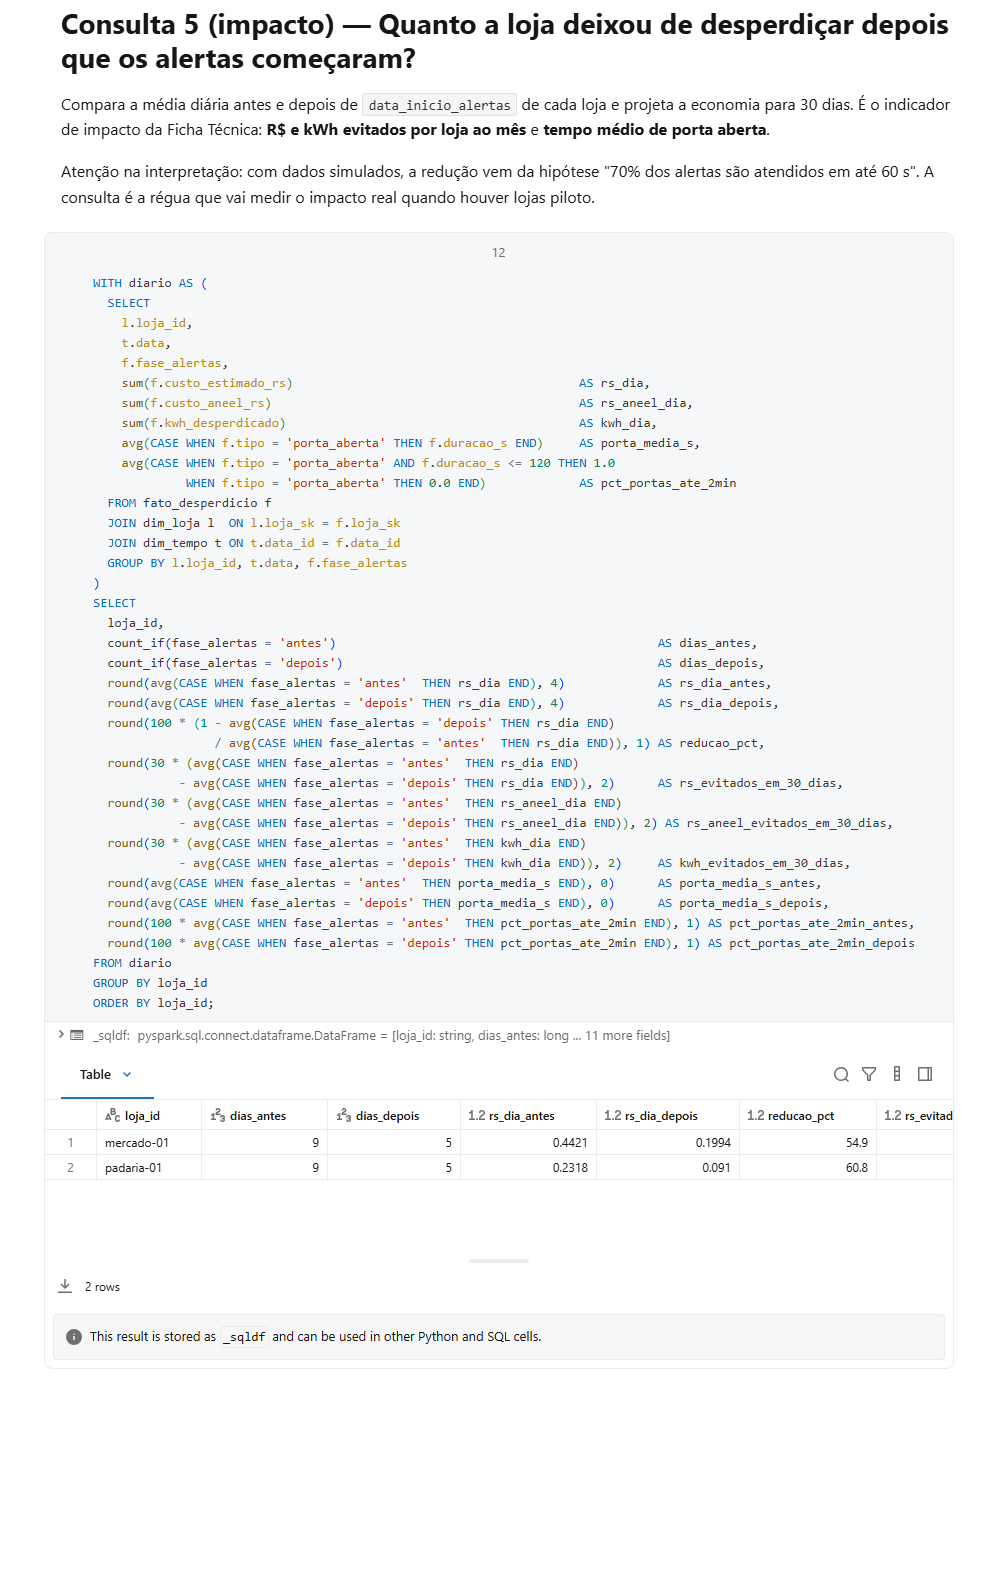 Consulta 5 (impacto) — Quanto a loja deixou de desperdiçar depois
que os alertas começaram?
Compara a média diária antes e depois de data_inicio_alertas de cada loja e projeta a economia para 30 dias. É o indicador
de impacto da Ficha Técnica: R$ e kWh evitados por loja ao mês e tempo médio de porta aberta.
Atenção na interpretação: com dados simulados, a redução vem da hipótese "70% dos alertas são atendidos em até 60 s". A
consulta é a régua que vai medir o impacto real quando houver lojas piloto.
12
WITH diario AS (
  SELECT
    l.loja_id,
    t.data,
    f.fase_alertas,
    sum(f.custo_estimado_rs) AS rs_dia,
    sum(f.custo_aneel_rs) AS rs_aneel_dia,
    sum(f.kwh_desperdicado) AS kwh_dia,
    avg(CASE WHEN f.tipo = 'porta_aberta' THEN f.duracao_s END) AS porta_media_s,
    avg(CASE WHEN f.tipo = 'porta_aberta' AND f.duracao_s <= 120 THEN 1.0
             WHEN f.tipo = 'porta_aberta' THEN 0.0 END) AS pct_portas_ate_2min
  FROM fato_desperdicio f
  JOIN dim_loja l  ON l.loja_sk = f.loja_sk
  JOIN dim_tempo t ON t.data_id = f.data_id
  GROUP BY l.loja_id, t.data, f.fase_alertas
)
SELECT
  loja_id,
  count_if(fase_alertas = 'antes') AS dias_antes,
  count_if(fase_alertas = 'depois') AS dias_depois,
  round(avg(CASE WHEN fase_alertas = 'antes'  THEN rs_dia END), 4) AS rs_dia_antes,
  round(avg(CASE WHEN fase_alertas = 'depois' THEN rs_dia END), 4) AS rs_dia_depois,
  round(100 * (1 - avg(CASE WHEN fase_alertas = 'depois' THEN rs_dia END)
                 / avg(CASE WHEN fase_alertas = 'antes'  THEN rs_dia END)), 1) AS reducao_pct,
  round(30 * (avg(CASE WHEN fase_alertas = 'antes'  THEN rs_dia END)
            - avg(CASE WHEN fase_alertas = 'depois' THEN rs_dia END)), 2) AS rs_evitados_em_30_dias,
  round(30 * (avg(CASE WHEN fase_alertas = 'antes'  THEN rs_aneel_dia END)
            - avg(CASE WHEN fase_alertas = 'depois' THEN rs_aneel_dia END)), 2) AS rs_aneel_evitados_em_30_dias,
  round(30 * (avg(CASE WHEN fase_alertas = 'antes'  THEN kwh_dia END)
            - avg(CASE WHEN fase_alertas = 'depois' THEN kwh_dia END)), 2) AS kwh_evitados_em_30_dias,
  round(avg(CASE WHEN fase_alertas = 'antes'  THEN porta_media_s END), 0) AS porta_media_s_antes,
  round(avg(CASE WHEN fase_alertas = 'depois' THEN porta_media_s END), 0) AS porta_media_s_depois,
  round(100 * avg(CASE WHEN fase_alertas = 'antes'  THEN pct_portas_ate_2min END), 1) AS pct_portas_ate_2min_antes,
  round(100 * avg(CASE WHEN fase_alertas = 'depois' THEN pct_portas_ate_2min END), 1) AS pct_portas_ate_2min_depois
FROM diario
GROUP BY loja_id
ORDER BY loja_id;
_sqldf: pyspark.sql.connect.dataframe.DataFrame = [loja_id: string, dias_antes: long ... 11 more fields]
Table
loja_id 123 dias_antes 123 dias_depois 1.2 rs_dia_antes 1.2 rs_dia_depois 1.2 reducao_pct 1.2 rs_evitad
1 mercado-01 9 5 0.4421 0.1994 54.9
2 padaria-01 9 5 0.2318 0.091 60.8
2 rows
This result is stored as _sqldf and can be used in other Python and SQL cells.